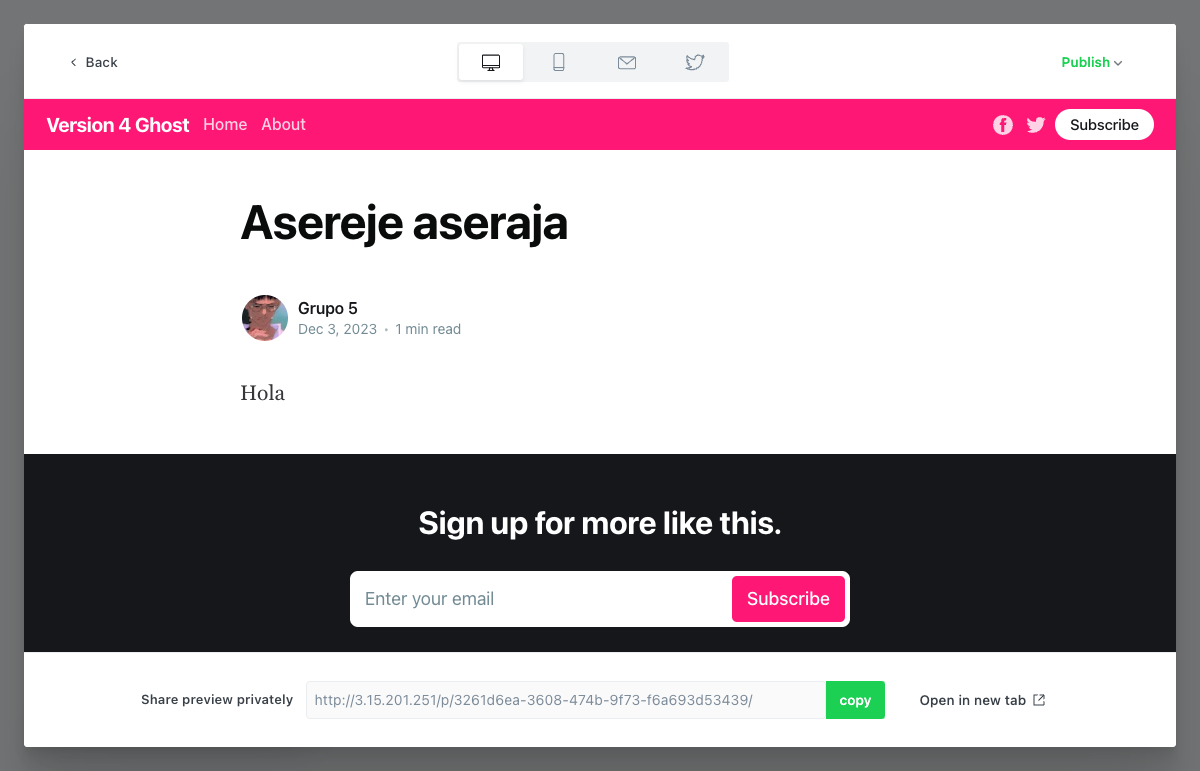 Back
Publish
Version 4 Ghost Home About Subscribe
Asereje aseraja
Grupo 5
Dec 3, 2023 • 1 min read
Hola
Sign up for more like this.
Enter your email Subscribe
Share preview privately http://3.15.201.251/p/3261d6ea-3608-474b-9f73-f6a693d53439/ copy Open in new tab